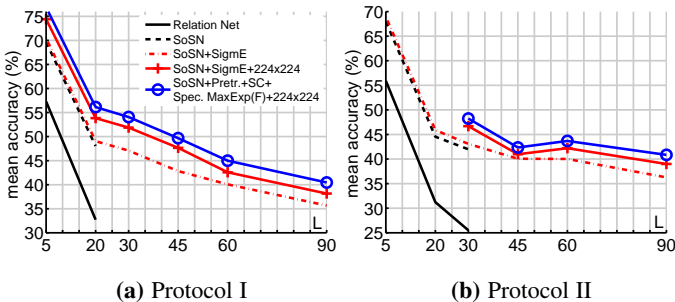 mean accuracy (%)
75
70
65
60
55
50
45
40
35
30
5 20 30 45 60 90
L
Relation Net
SoSN
SoSN+SigmE
SoSN+SigmE+224x224
SoSN+Pretr.+SC+
Spec. MaxExp(F)+224x224
(a) Protocol I
mean accuracy (%)
70
65
60
55
50
45
40
35
30
25
5 20 30 45 60 90
L
(b) Protocol II